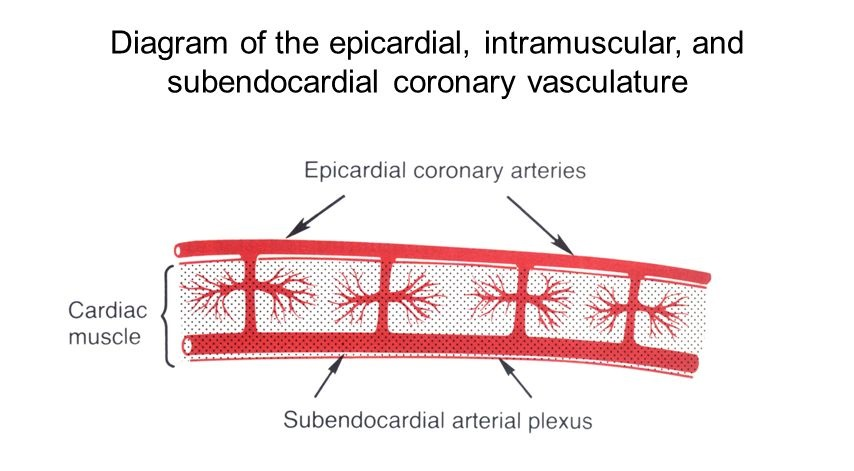 Diagram of the epicardial, intramuscular, and
subendocardial coronary vasculature
Epicardial coronary arteries
Cardiac
muscle
Subendocardial arterial plexus